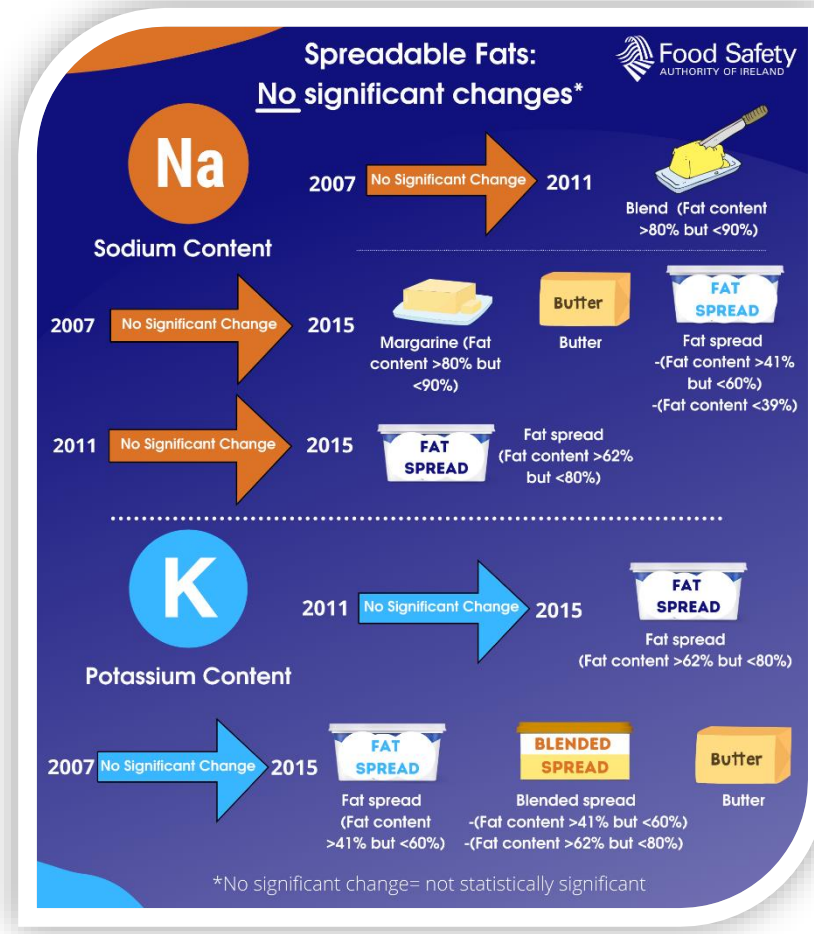 Spreadable Fats:
No significant changes*
Food Safety
AUTHORITY OF IRELAND
Na
Sodium Content
2007
No Significant Change
2011
Blend (Fat content
>80% but <90%)
2007
No Significant Change
2015
Margarine (Fat
content >80% but
<90%)
Butter
Butter
FAT
SPREAD
Fat spread
-(Fat content >41%
but <60%)
-(Fat content <39%)
2011
No Significant Change
2015
FAT
SPREAD
Fat spread
(Fat content >62%
but <80%)
K
Potassium Content
2011
No Significant Change
2015
FAT
SPREAD
Fat spread
(Fat content >62% but <80%)
2007
No Significant Change
2015
FAT
SPREAD
Fat spread
(Fat content
>41% but <60%)
BLENDED
SPREAD
Blended spread
-(Fat content >41% but <60%)
-(Fat content >62% but <80%)
Butter
Butter
*No significant change= not statistically significant